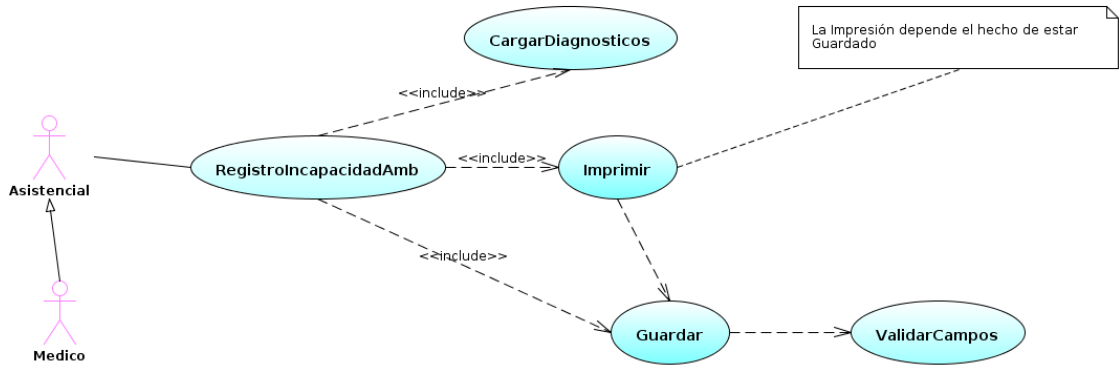 La Impresión depende el hecho de estar
Guardado
CargarDiagnosticos
<<include>>
RegistroIncapacidadAmb
<<include>>
Imprimir
Asistencial
<<include>>
Guardar
ValidarCampos
Medico